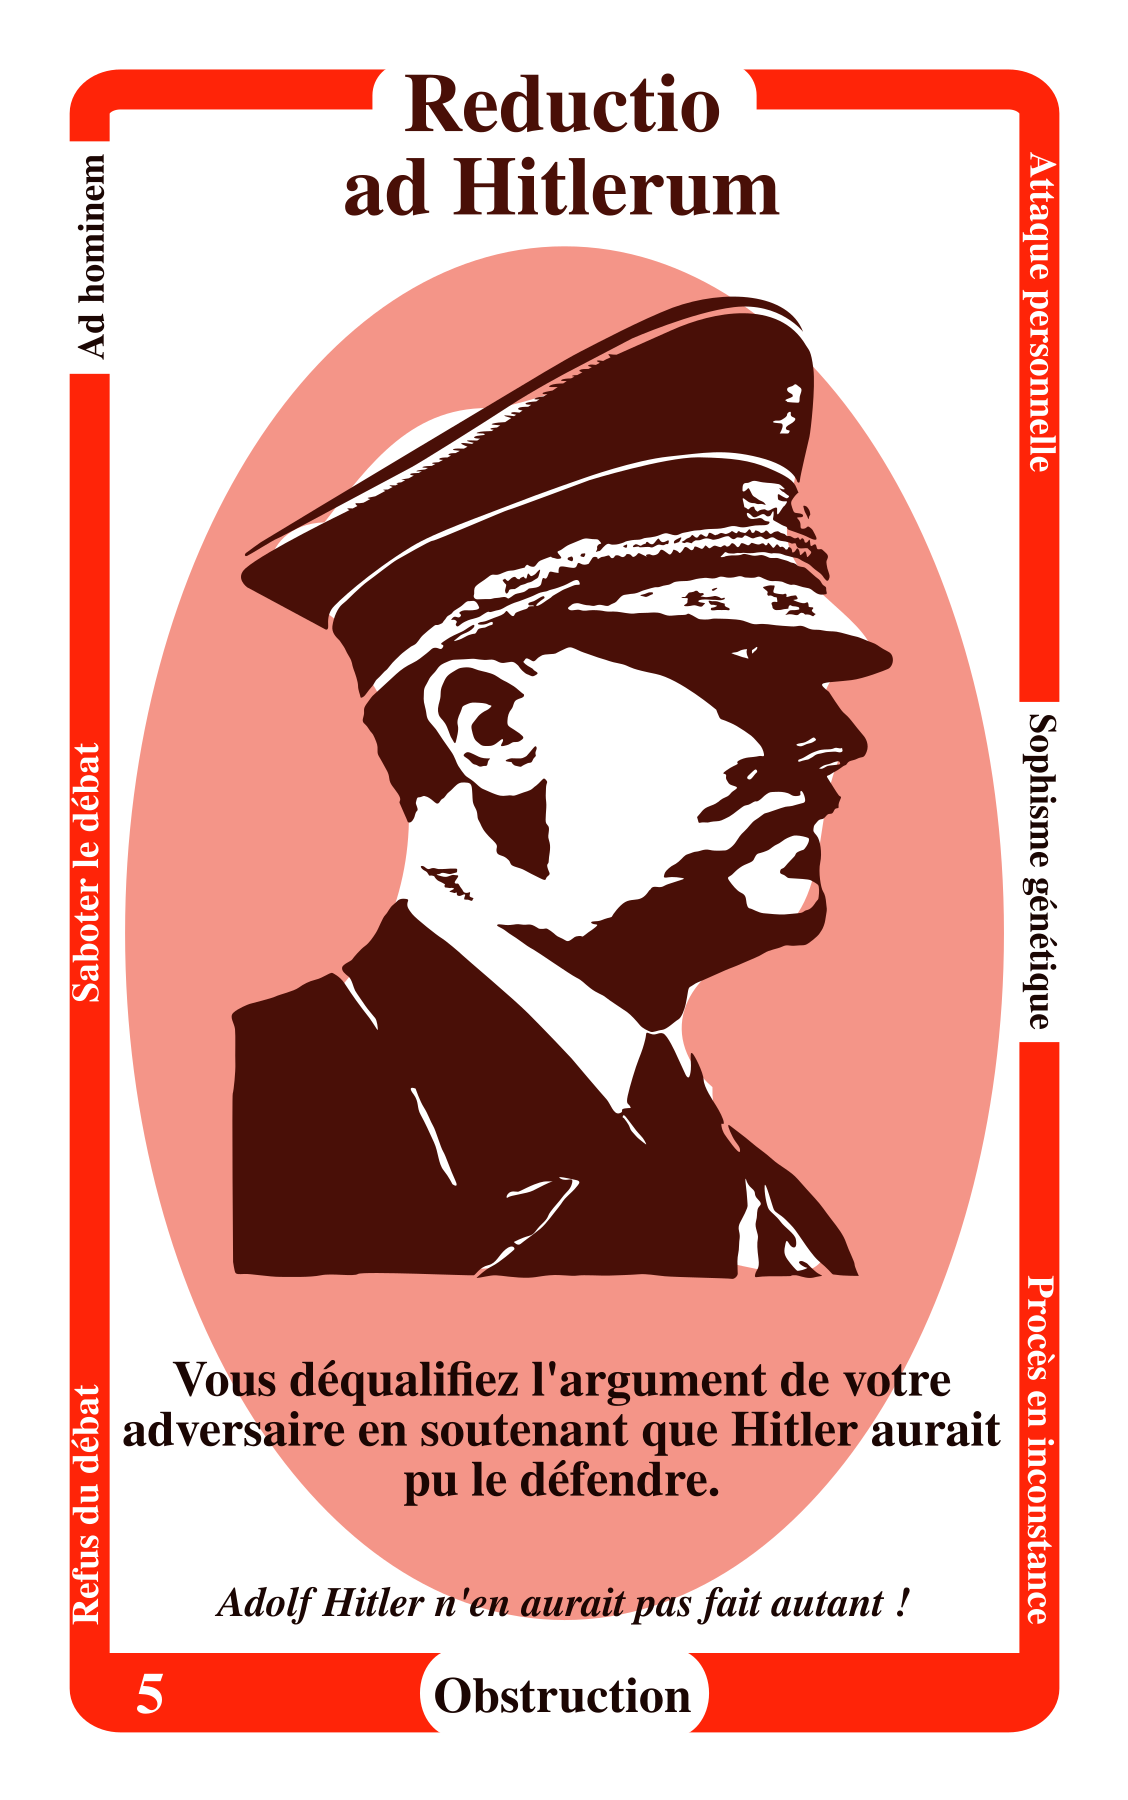 Reductio
ad Hitlerum
Ad hominem
Saboter le débat
Refus du débat
Attaque personnelle
Sophisme génétique
Procès en inconstance
Vous déqualifiez l'argument de votre
adversaire en soutenant que Hitler aurait
pu le défendre.
Adolf Hitler n'en aurait pas fait autant !
5
Obstruction